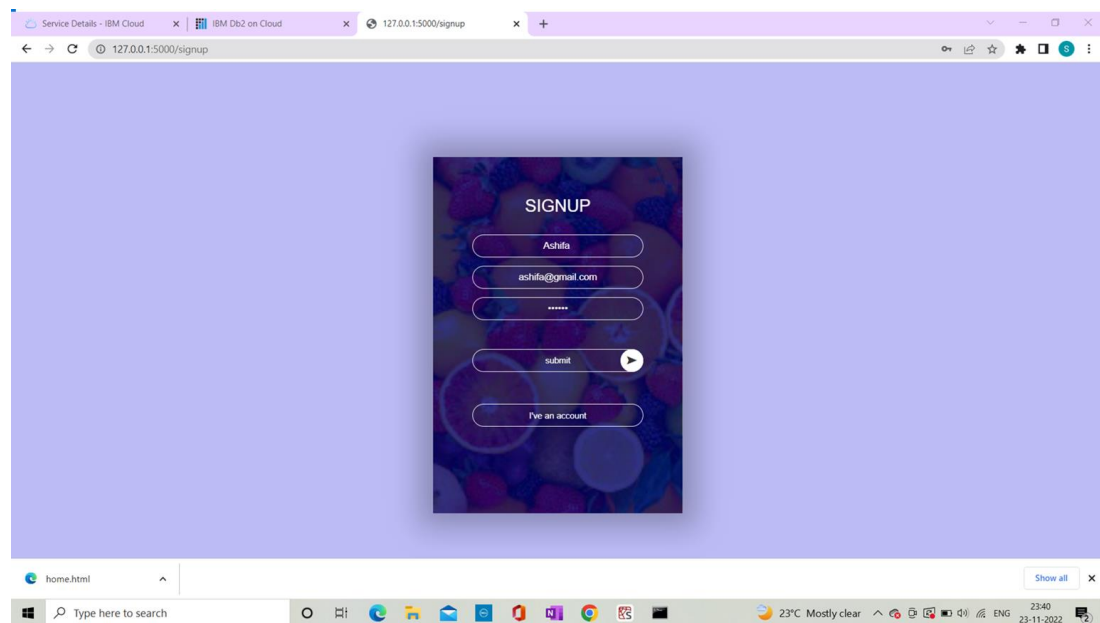 Service Details - IBM Cloud
IBM Db2 on Cloud
127.0.0.1:5000/signup
127.0.0.1:5000/signup
S
SIGNUP
Ashifa
ashifa@gmail.com
••••••
submit
I've an account
home.html
Show all
Type here to search
23°C Mostly clear
ENG
23:40
23-11-2022
2